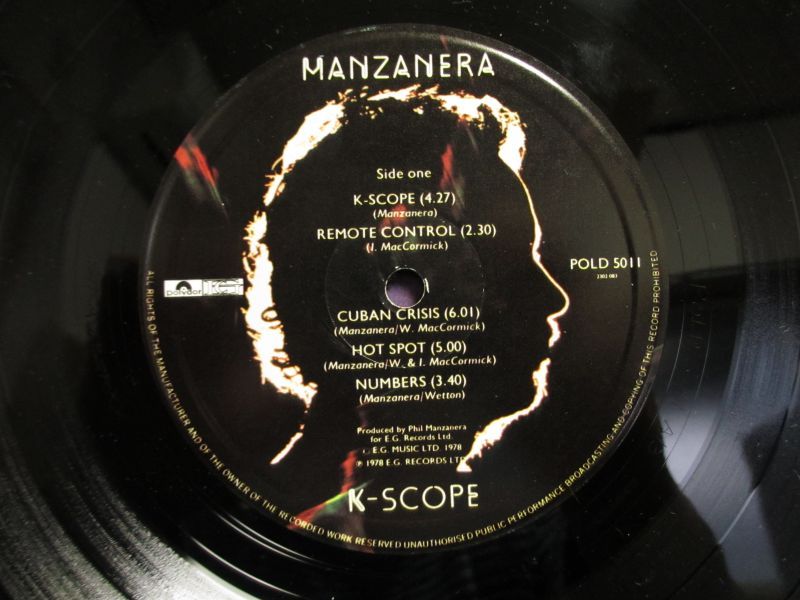 MANZANERA
Side one
K-SCOPE (4.27)
(Manzanera)
REMOTE CONTROL (2.30)
(I. MacCormick)
POLD 5011
2302 083
polydor
CUBAN CRISIS (6.01)
(Manzanera/W. MacCormick)
HOT SPOT (5.00)
(Manzanera/W. & I. MacCormick)
NUMBERS (3.40)
(Manzanera/Wetton)
Produced by Phil Manzanera
for E.G. Records Ltd.
E.G. MUSIC LTD. 1978
℗ 1978 E.G. RECORDS LTD
K-SCOPE
ALL RIGHTS OF THE MANUFACTURER AND OF THE OWNER OF THE RECORDED WORK RESERVED UNAUTHORISED PUBLIC PERFORMANCE BROADCASTING AND COPYING OF THIS RECORD PROHIBITED